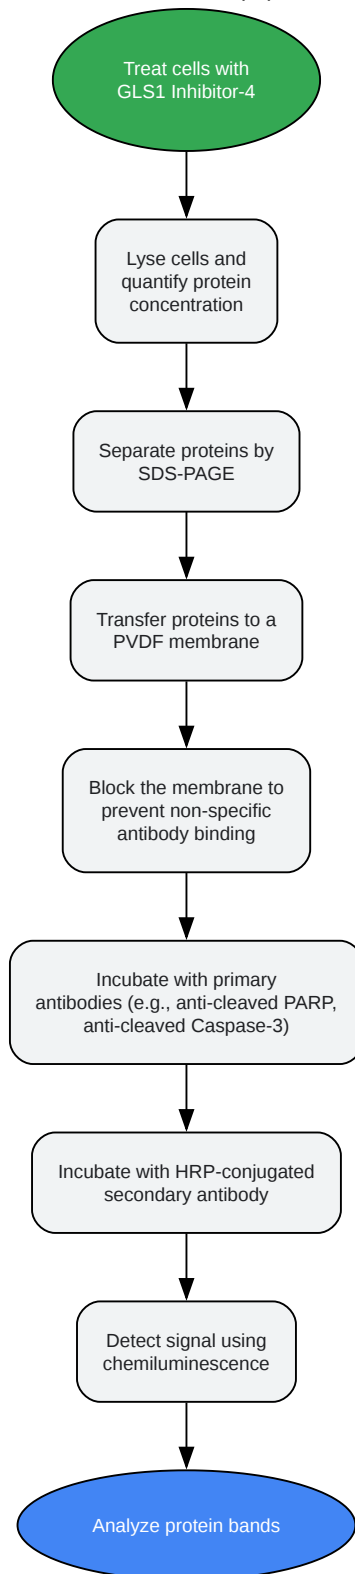 Treat cells with
GLS1 Inhibitor-4
Lyse cells and
quantify protein
concentration
Separate proteins by
SDS-PAGE
Transfer proteins to a
PVDF membrane
Block the membrane to
prevent non-specific
antibody binding
Incubate with primary
antibodies (e.g., anti-cleaved PARP,
anti-cleaved Caspase-3)
Incubate with HRP-conjugated
secondary antibody
Detect signal using
chemiluminescence
Analyze protein bands